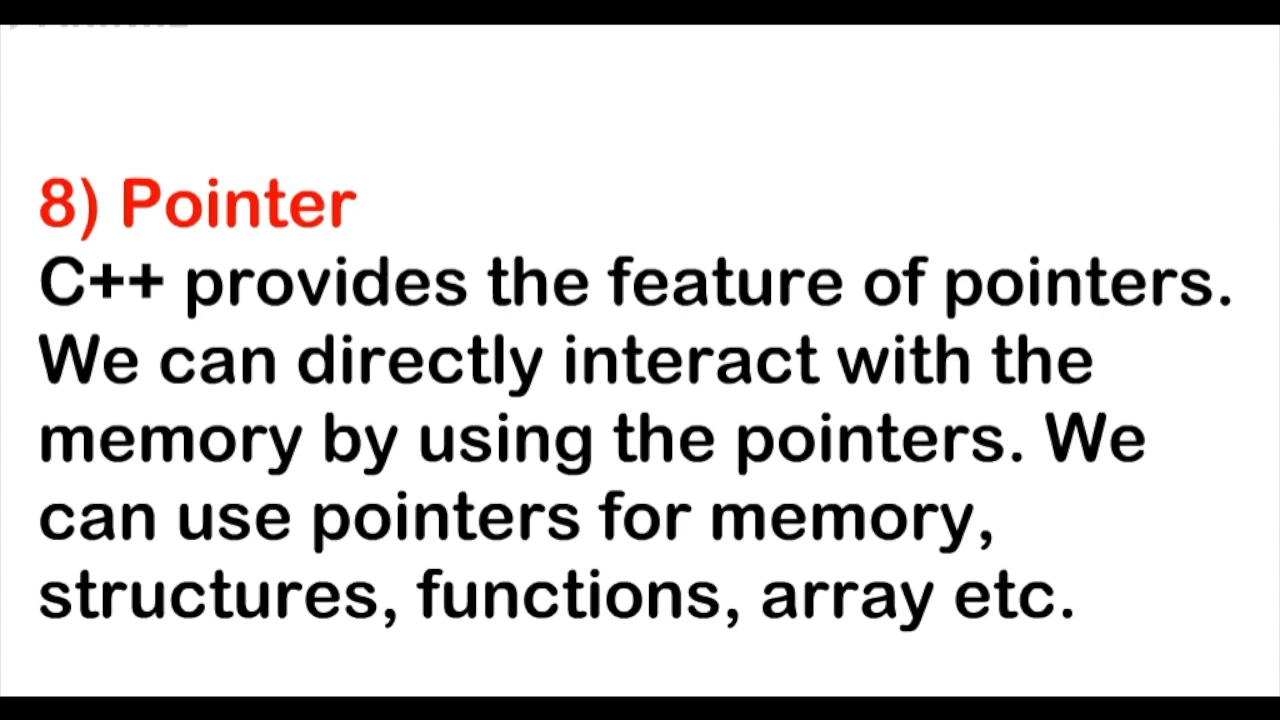 8) Pointer
C++ provides the feature of pointers.
We can directly interact with the
memory by using the pointers. We
can use pointers for memory,
structures, functions, array etc.